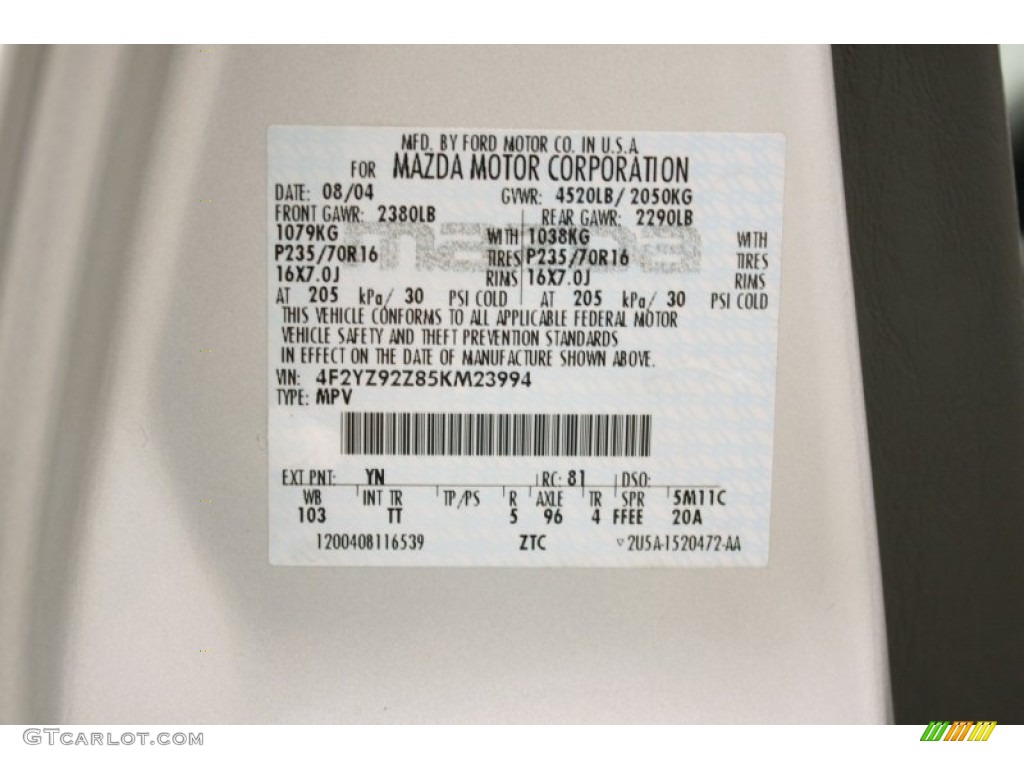 MFD. BY FORD MOTOR CO. IN U.S.A.
FOR MAZDA MOTOR CORPORATION
DATE: 08/04 GVWR: 4520LB/ 2050KG
FRONT GAWR: 2380LB REAR GAWR: 2290LB
1079KG WITH 1038KG WITH
P235/70R16 TIRES P235/70R16 TIRES
16X7.0J RIMS 16X7.0J RIMS
AT 205 kPa/ 30 PSI COLD AT 205 kPa/ 30 PSI COLD
THIS VEHICLE CONFORMS TO ALL APPLICABLE FEDERAL MOTOR
VEHICLE SAFETY AND THEFT PREVENTION STANDARDS
IN EFFECT ON THE DATE OF MANUFACTURE SHOWN ABOVE.
VIN: 4F2YZ92Z85KM23994
TYPE: MPV
EXT PNT: YN RC: 81 DSO:
WB INT TR TP/PS R AXLE TR SPR 5M11C
103 TT 5 96 4 FFEE 20A
1200408116539 ZTC 2U5A-1520472-AA
mazda
GTCARLOT.COM